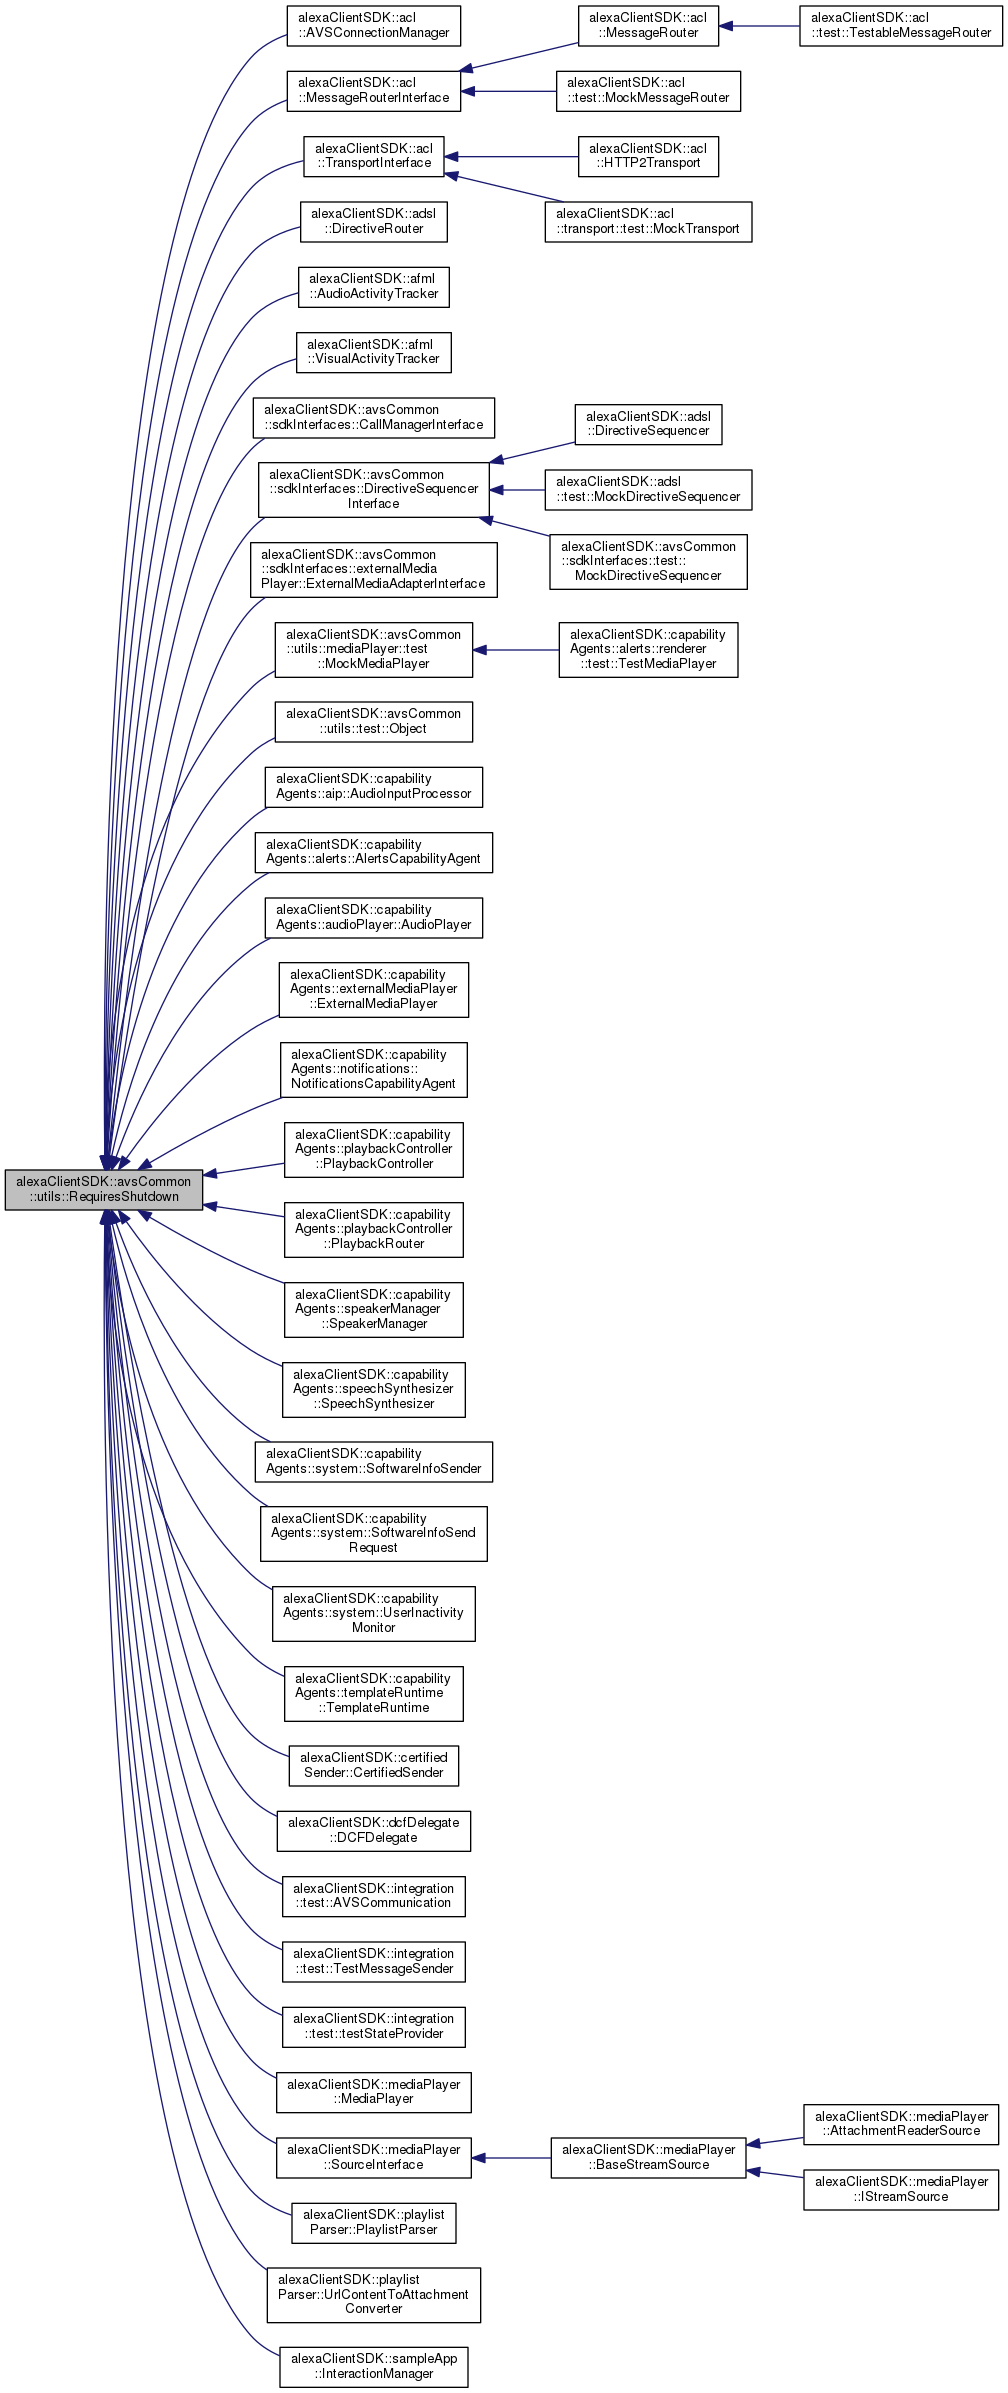 alexaClientSDK::acl
::AVSConnectionManager
alexaClientSDK::acl
::MessageRouterInterface
alexaClientSDK::acl
::MessageRouter
alexaClientSDK::acl
::test::TestableMessageRouter
alexaClientSDK::acl
::test::MockMessageRouter
alexaClientSDK::acl
::TransportInterface
alexaClientSDK::acl
::HTTP2Transport
alexaClientSDK::acl
::transport::test::MockTransport
alexaClientSDK::adsl
::DirectiveRouter
alexaClientSDK::afml
::AudioActivityTracker
alexaClientSDK::afml
::VisualActivityTracker
alexaClientSDK::avsCommon
::sdkInterfaces::CallManagerInterface
alexaClientSDK::avsCommon
::sdkInterfaces::DirectiveSequencer
Interface
alexaClientSDK::adsl
::DirectiveSequencer
alexaClientSDK::adsl
::test::MockDirectiveSequencer
alexaClientSDK::avsCommon
::sdkInterfaces::test::
MockDirectiveSequencer
alexaClientSDK::avsCommon
::sdkInterfaces::externalMedia
Player::ExternalMediaAdapterInterface
alexaClientSDK::avsCommon
::utils::mediaPlayer::test
::MockMediaPlayer
alexaClientSDK::capability
Agents::alerts::renderer
::test::TestMediaPlayer
alexaClientSDK::avsCommon
::utils::test::Object
alexaClientSDK::capability
Agents::aip::AudioInputProcessor
alexaClientSDK::capability
Agents::alerts::AlertsCapabilityAgent
alexaClientSDK::capability
Agents::audioPlayer::AudioPlayer
alexaClientSDK::capability
Agents::externalMediaPlayer
::ExternalMediaPlayer
alexaClientSDK::capability
Agents::notifications::
NotificationsCapabilityAgent
alexaClientSDK::capability
Agents::playbackController
::PlaybackController
alexaClientSDK::avsCommon
::utils::RequiresShutdown
alexaClientSDK::capability
Agents::playbackController
::PlaybackRouter
alexaClientSDK::capability
Agents::speakerManager
::SpeakerManager
alexaClientSDK::capability
Agents::speechSynthesizer
::SpeechSynthesizer
alexaClientSDK::capability
Agents::system::SoftwareInfoSender
alexaClientSDK::capability
Agents::system::SoftwareInfoSend
Request
alexaClientSDK::capability
Agents::system::UserInactivity
Monitor
alexaClientSDK::capability
Agents::templateRuntime
::TemplateRuntime
alexaClientSDK::certified
Sender::CertifiedSender
alexaClientSDK::dcfDelegate
::DCFDelegate
alexaClientSDK::integration
::test::AVSCommunication
alexaClientSDK::integration
::test::TestMessageSender
alexaClientSDK::integration
::test::testStateProvider
alexaClientSDK::mediaPlayer
::MediaPlayer
alexaClientSDK::mediaPlayer
::SourceInterface
alexaClientSDK::mediaPlayer
::BaseStreamSource
alexaClientSDK::mediaPlayer
::AttachmentReaderSource
alexaClientSDK::mediaPlayer
::IStreamSource
alexaClientSDK::playlist
Parser::PlaylistParser
alexaClientSDK::playlist
Parser::UrlContentToAttachment
Converter
alexaClientSDK::sampleApp
::InteractionManager